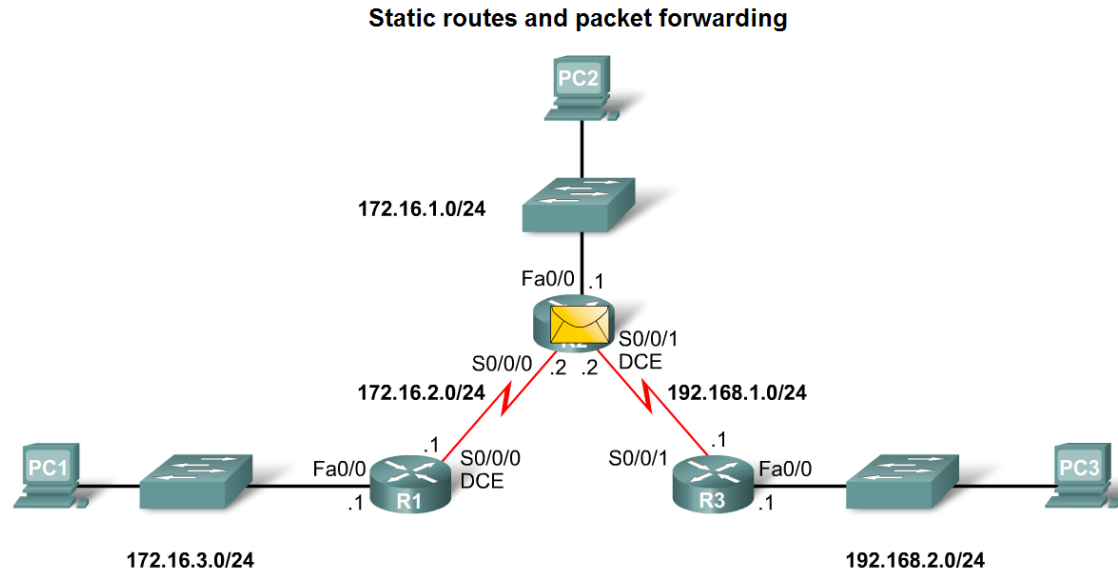 Static routes and packet forwarding
PC2
172.16.1.0/24
Fa0/0
.1
S0/0/1
DCE
S0/0/0
.2
.2
172.16.2.0/24
192.168.1.0/24
.1
S0/0/0
DCE
.1
S0/0/1
PC1
Fa0/0
.1
R1
R3
Fa0/0
.1
PC3
172.16.3.0/24
192.168.2.0/24